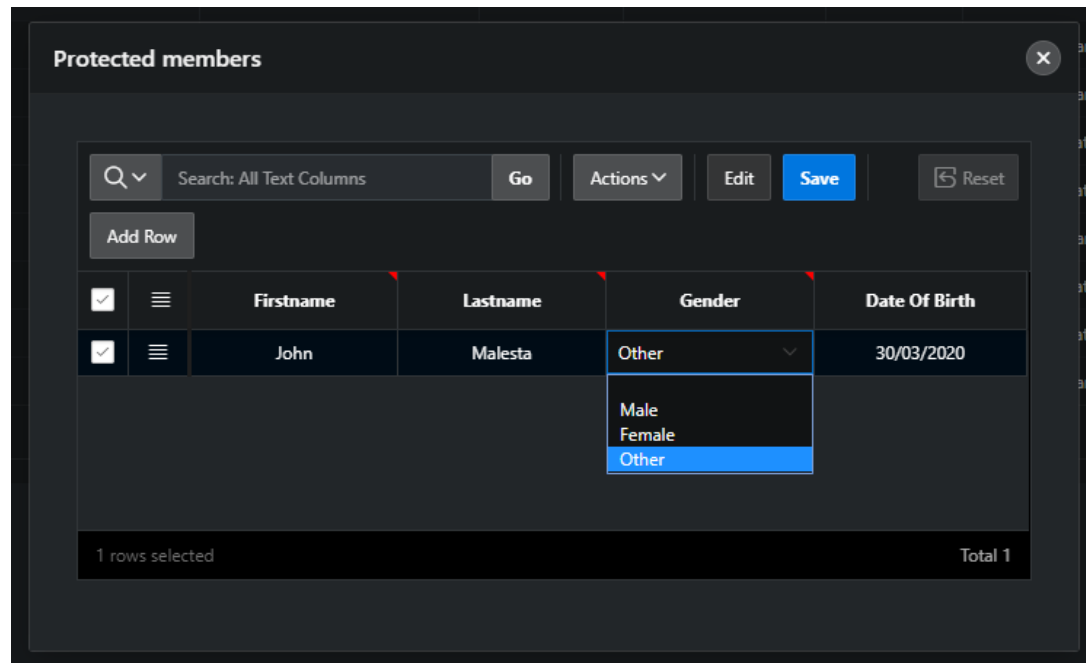 Protected members
Search: All Text Columns Go Actions Edit Save Reset
Add Row
Firstname Lastname Gender Date Of Birth
John Malesta Other 30/03/2020
Male
Female
Other
1 rows selected Total 1